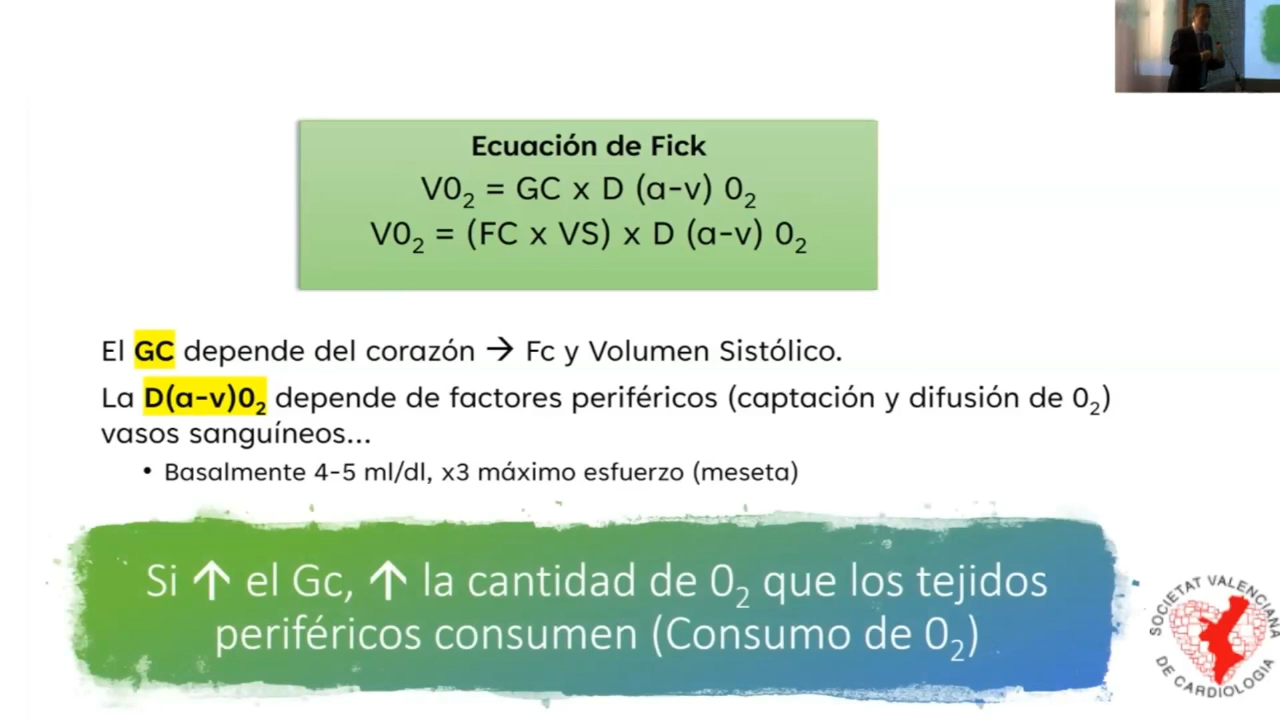 Ecuación de Fick
V0₂ = GC x D (a-v) 0₂
V0₂ = (FC x VS) x D (a-v) 0₂
El GC depende del corazón → Fc y Volumen Sistólico.
La D(a-v)0₂ depende de factores periféricos (captación y difusión de 0₂)
vasos sanguíneos...
• Basalmente 4-5 ml/dl, x3 máximo esfuerzo (meseta)
Si ↑ el Gc, ↑ la cantidad de 0₂ que los tejidos
periféricos consumen (Consumo de 0₂)
SOCIETAT VALENCIANA
DE CARDIOLOGIA